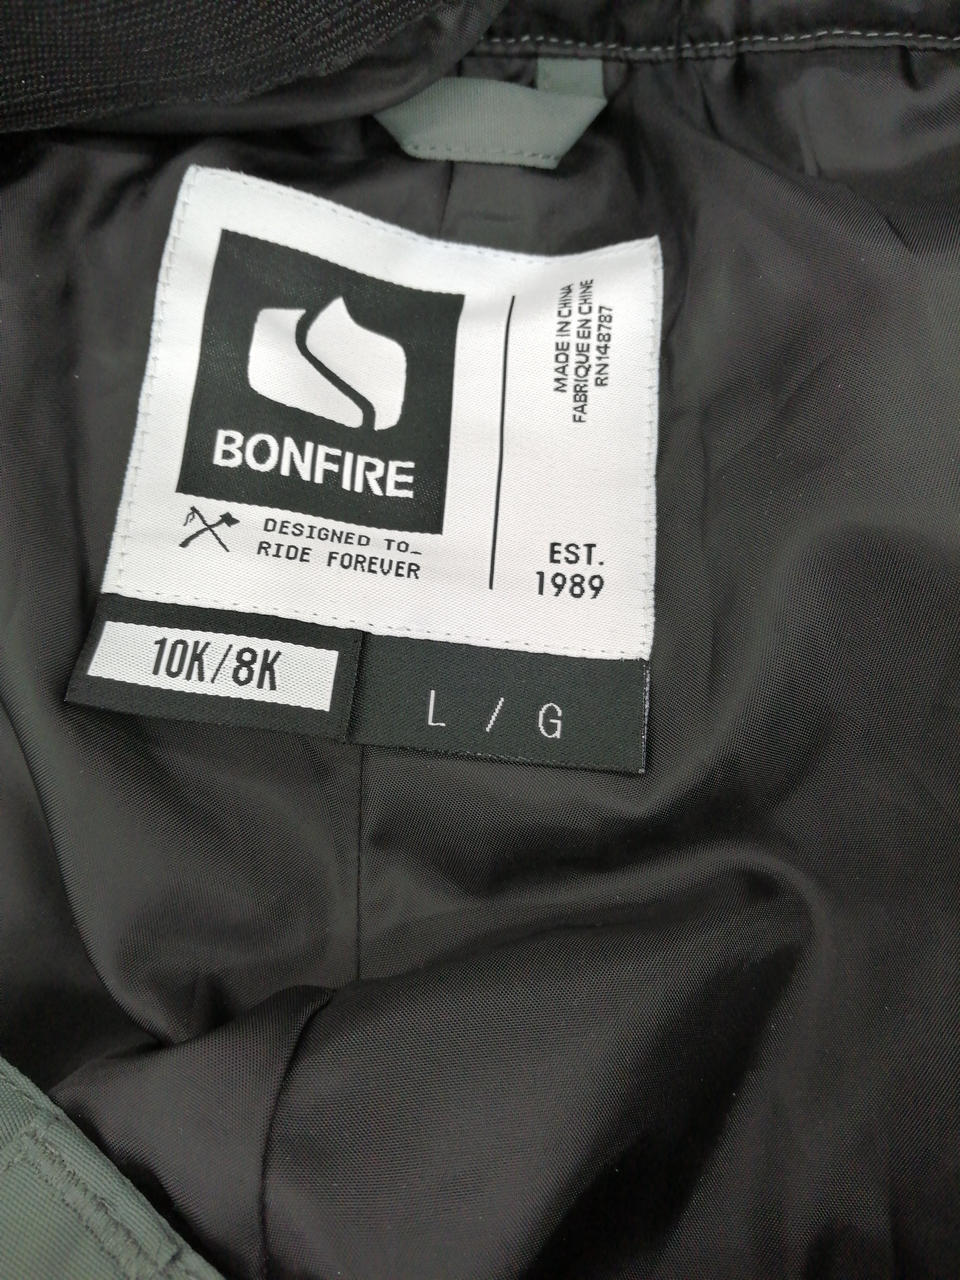 BONFIRE
DESIGNED TO_
RIDE FOREVER
MADE IN CHINA
FABRIQUE EN CHINE
RN148787
EST.
1989
10K/8K
L / G